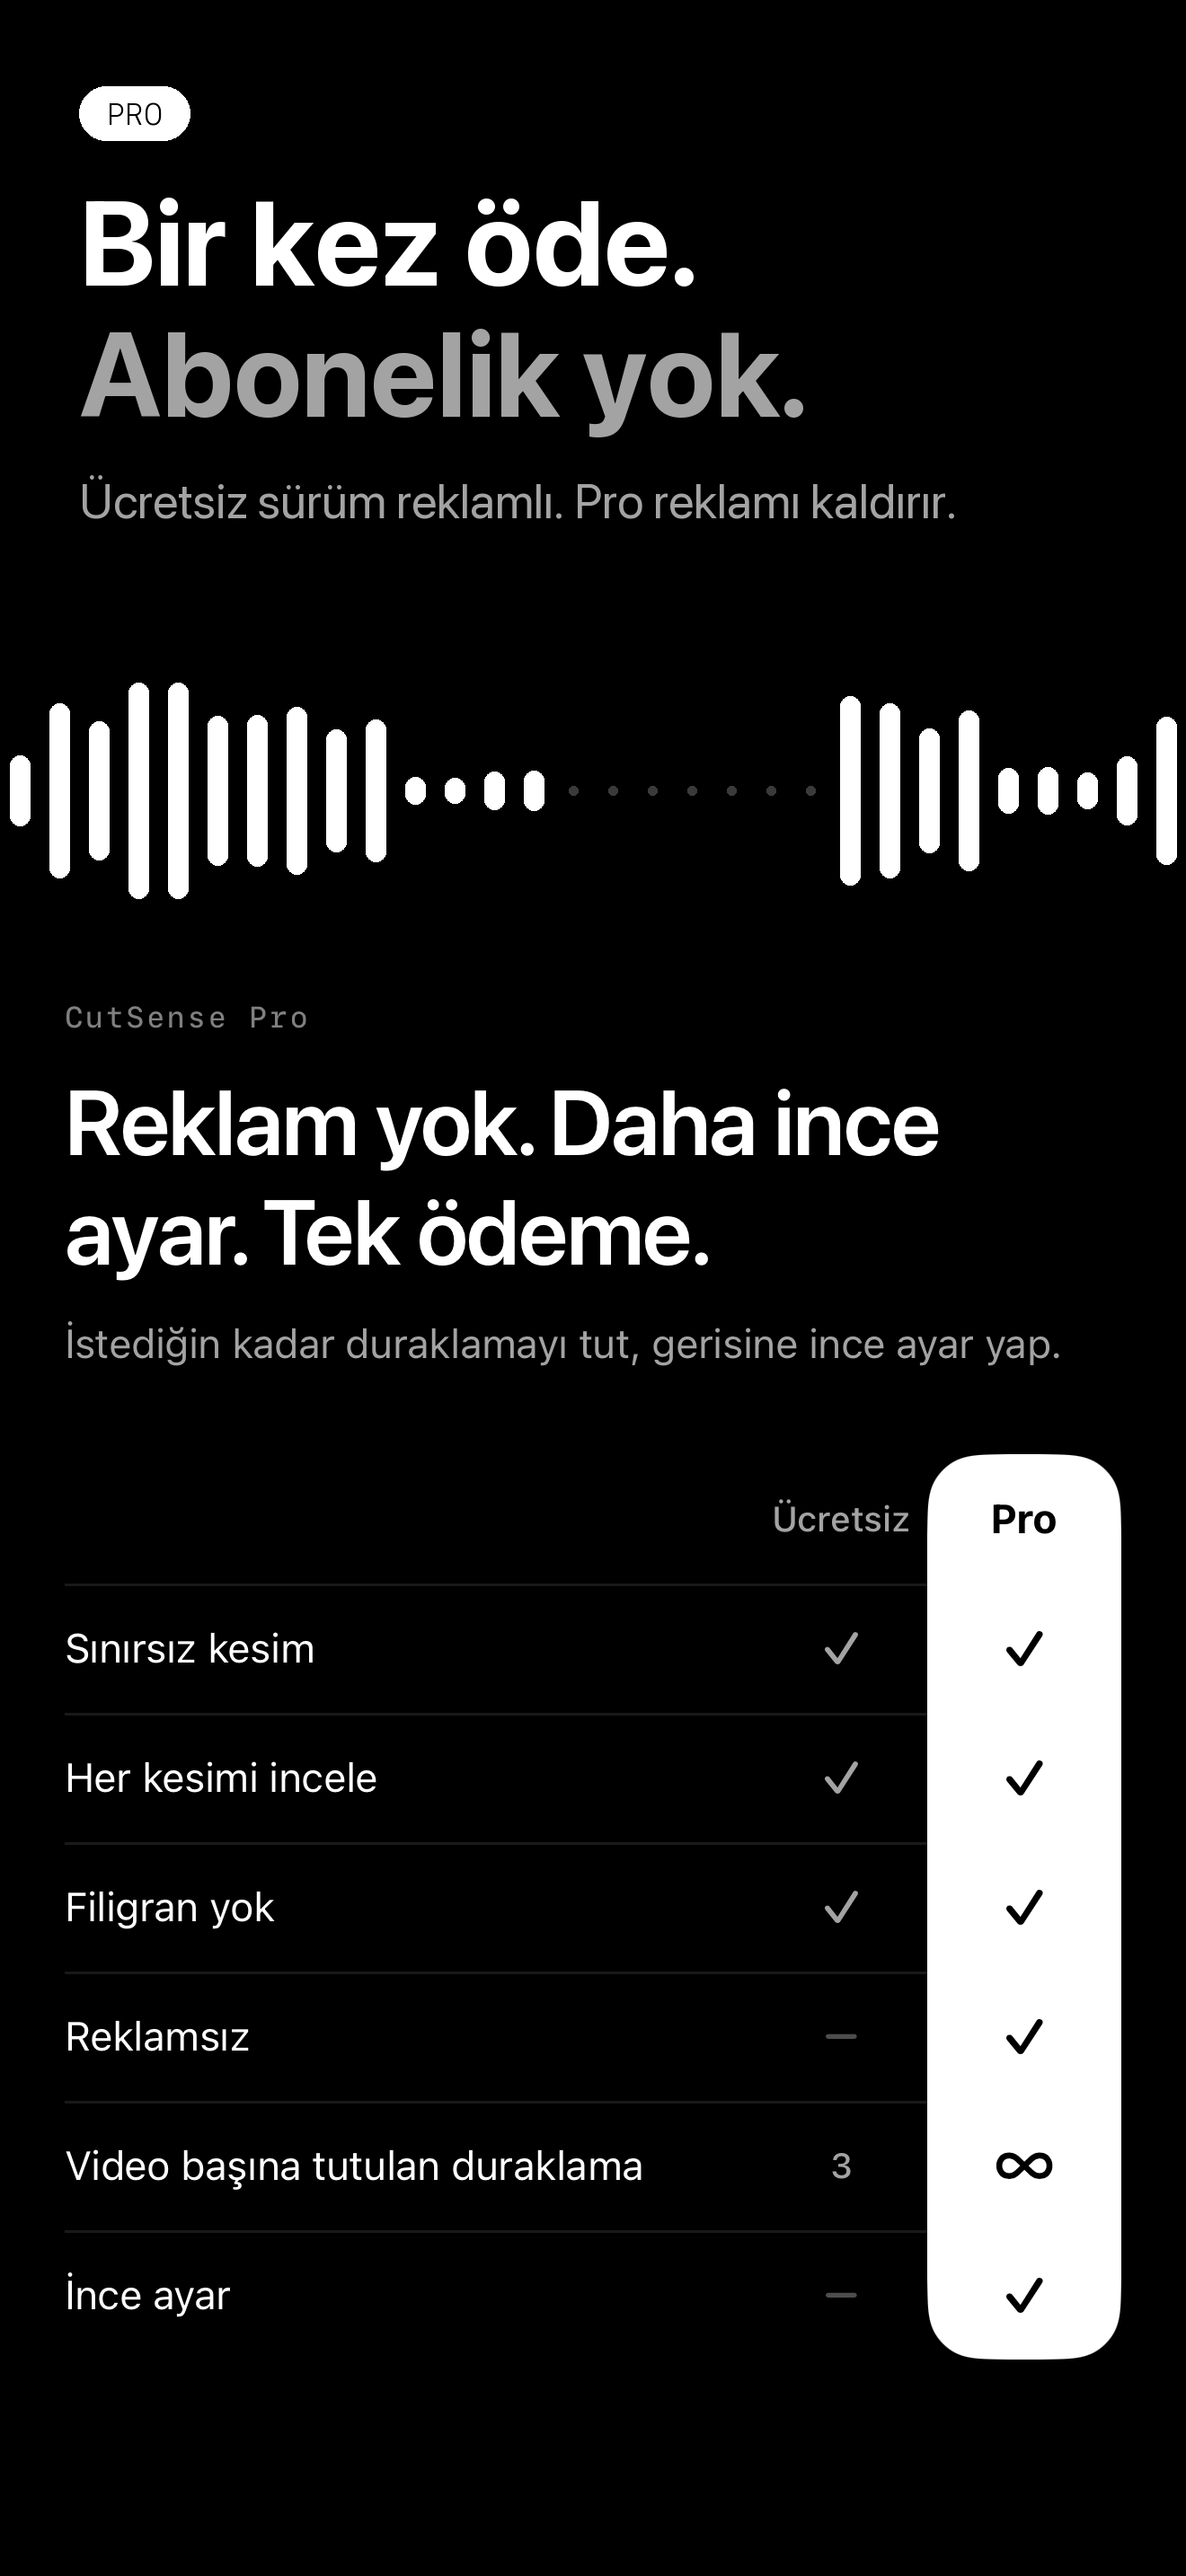 PRO
Bir kez öde.
Abonelik yok.
Ücretsiz sürüm reklamlı. Pro reklamı kaldırır.
CutSense Pro
Reklam yok. Daha ince
ayar. Tek ödeme.
İstediğin kadar duraklamayı tut, gerisine ince ayar yap.
Ücretsiz Pro
Sınırsız kesim ✓ ✓
Her kesimi incele ✓ ✓
Filigran yok ✓ ✓
Reklamsız — ✓
Video başına tutulan duraklama 3 ∞
İnce ayar — ✓